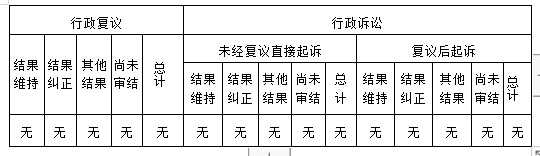 行政复议 行政诉讼
未经复议直接起诉 复议后起诉
结果维持 结果纠正 其他结果 尚未审结 总计 结果维持 结果纠正 其他结果 尚未审结 总计 结果维持 结果纠正 其他结果 尚未审结 总计
无 无 无 无 无 无 无 无 无 无 无 无 无 无 无